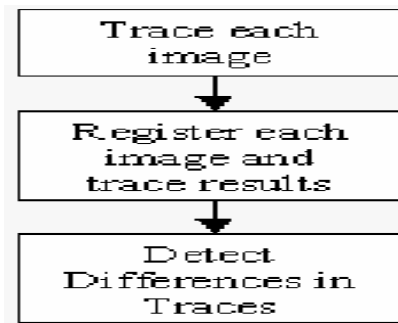 Trace each
image
Register each
image and
trace results
Detect
Differences in
Traces